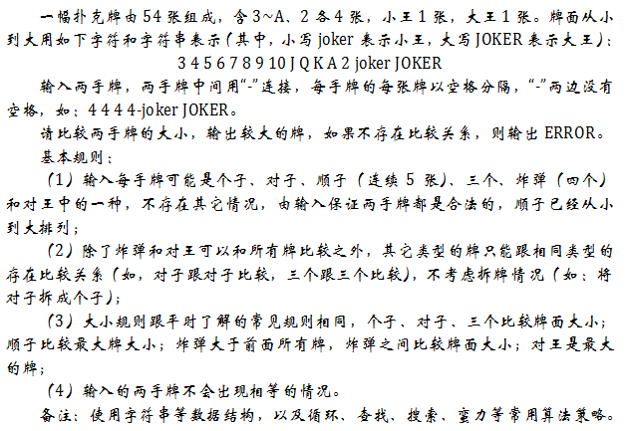 一幅扑克牌由 54 张组成，含 3~A、2 各 4 张，小王 1 张，大王 1 张。牌面从小
到大用如下字符和字符串表示（其中，小写 joker 表示小王，大写 JOKER 表示大王）：
3 4 5 6 7 8 9 10 J Q K A 2 joker JOKER
输入两手牌，两手牌中间用“-”连接，每手牌的每张牌以空格分隔，“-”两边没有
空格，如：4 4 4 4-joker JOKER。
请比较两手牌的大小，输出较大的牌，如果不存在比较关系，则输出 ERROR。
基本规则：
（1）输入每手牌可能是个子、对子、顺子（连续 5 张）、三个、炸弹（四个）
和对王中的一种，不存在其它情况，由输入保证两手牌都是合法的，顺子已经从小
到大排列；
（2）除了炸弹和对王可以和所有牌比较之外，其它类型的牌只能跟相同类型的
存在比较关系（如，对子跟对子比较，三个跟三个比较），不考虑拆牌情况（如：将
对子拆成个子）；
（3）大小规则跟平时了解的常见规则相同，个子、对子、三个比较牌面大小；
顺子比较最大牌大小；炸弹大于前面所有牌，炸弹之间比较牌面大小；对王是最大
的牌；
（4）输入的两手牌不会出现相等的情况。
备注：使用字符串等数据结构，以及循环、查找、搜索、蛮力等常用算法策略。